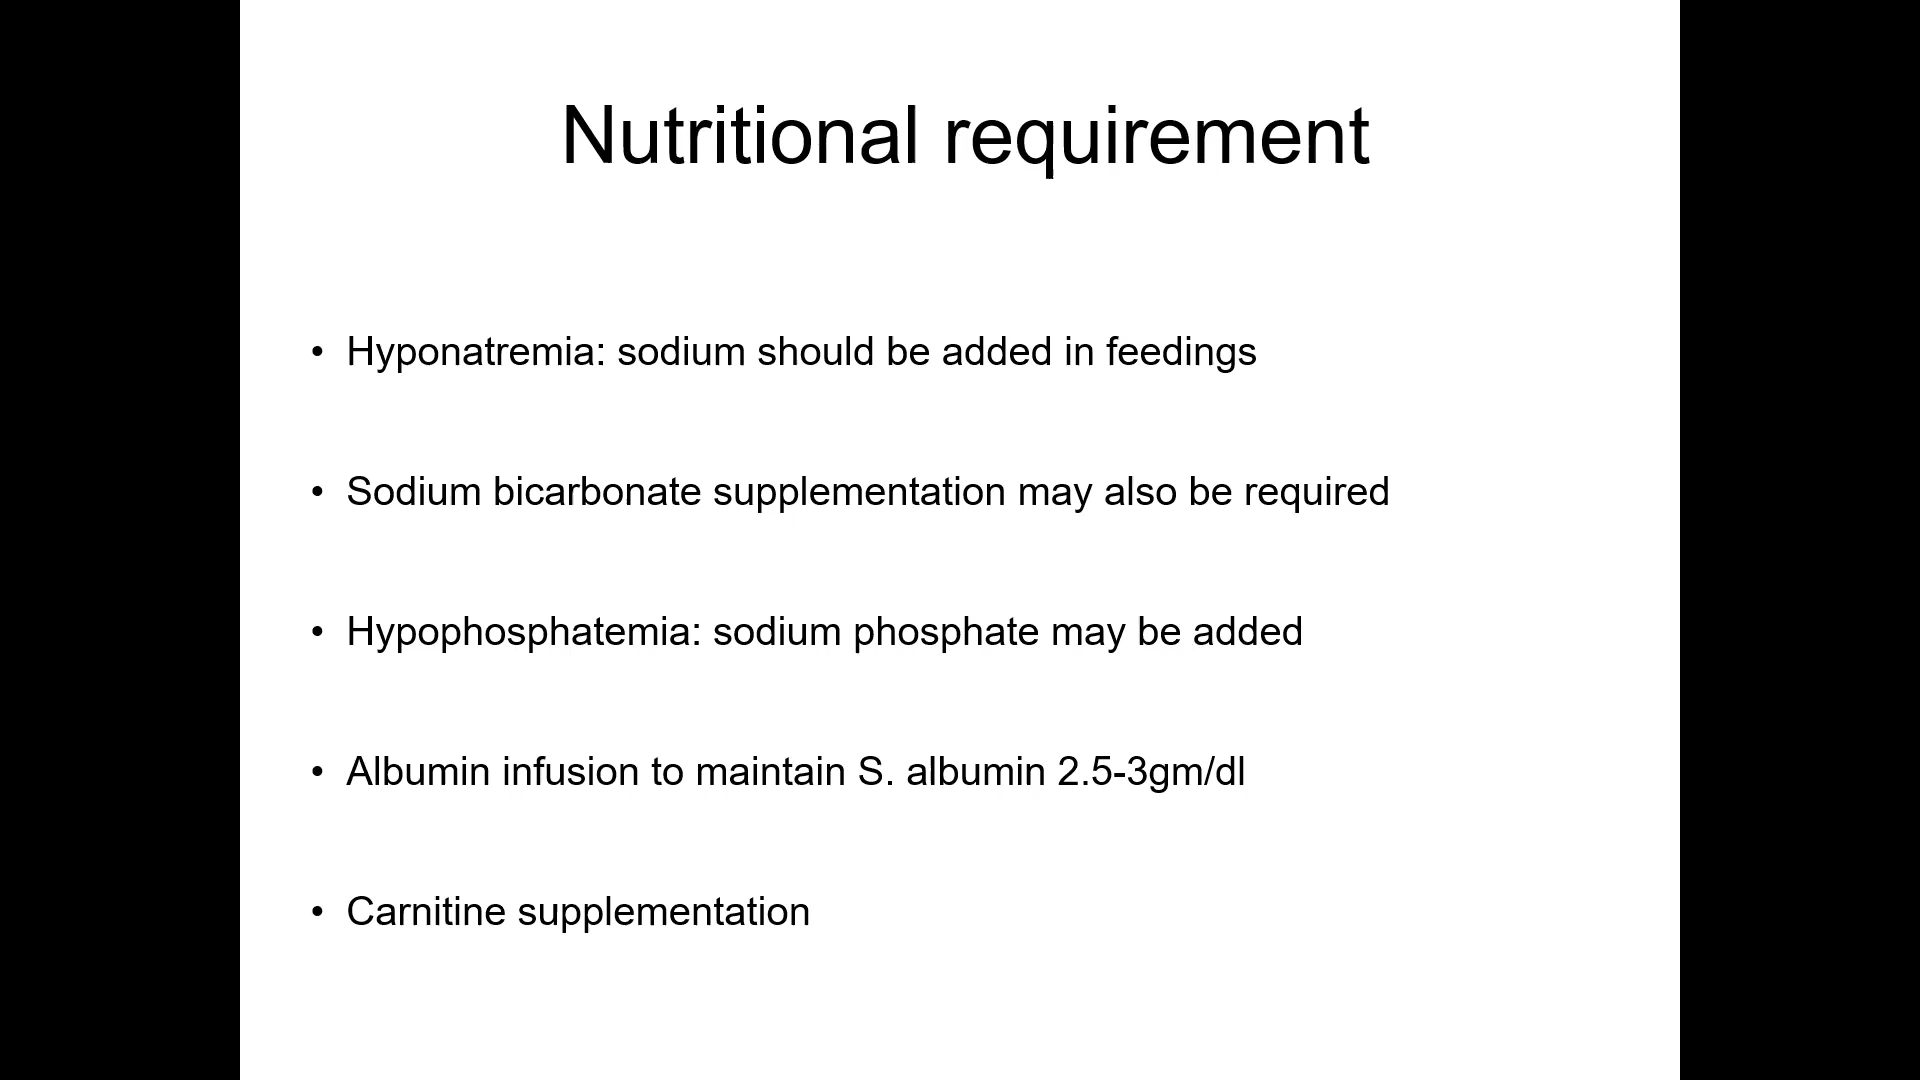 Nutritional requirement
• Hyponatremia: sodium should be added in feedings
• Sodium bicarbonate supplementation may also be required
• Hypophosphatemia: sodium phosphate may be added
• Albumin infusion to maintain S. albumin 2.5-3gm/dl
• Carnitine supplementation